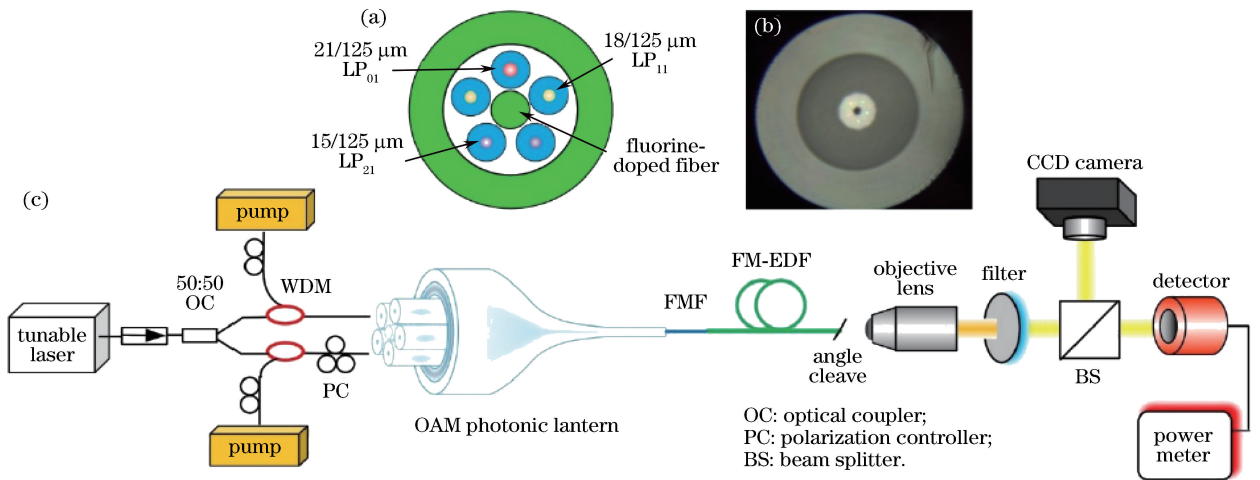 (a)
21/125 μm
LP01
18/125 μm
LP11
15/125 μm
LP21
fluorine-
doped fiber
(b)
(c)
pump
50:50
OC
WDM
tunable
laser
PC
pump
OAM photonic lantern
FMF
FM-EDF
angle
cleave
objective
lens
filter
CCD camera
BS
detector
power
meter
OC: optical coupler;
PC: polarization controller;
BS: beam splitter.